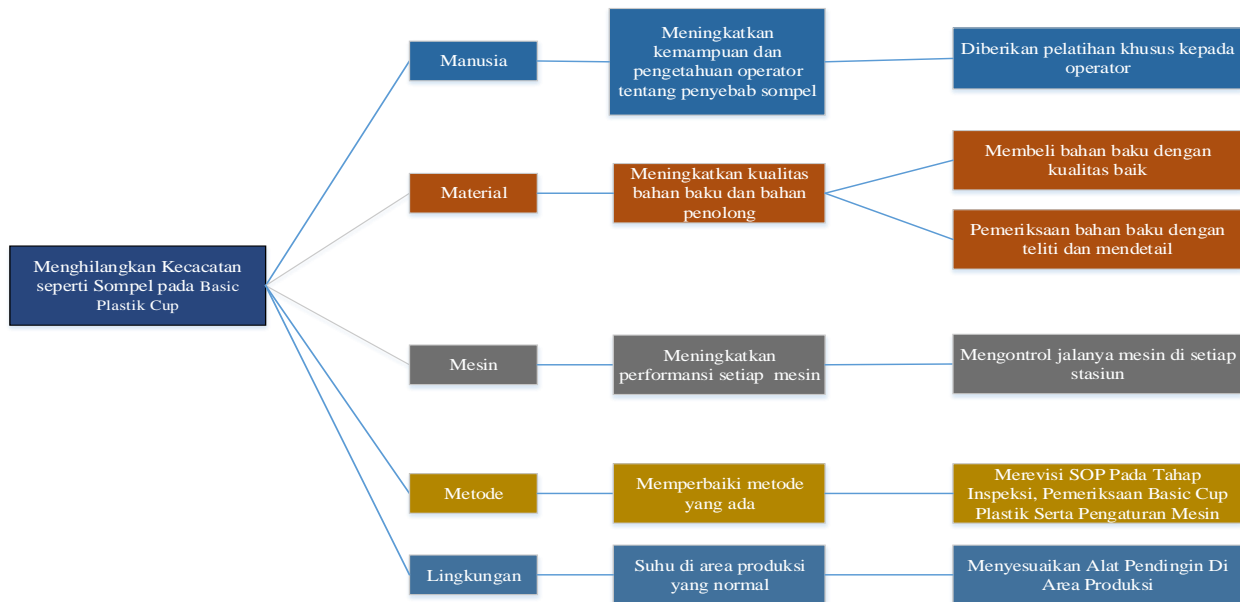 Menghilangkan Kecacatan
seperti Sompel pada Basic
Plastik Cup
Manusia
Meningkatkan
kemampuan dan
pengetahuan operator
tentang penyebab sompel
Diberikan pelatihan khusus kepada
operator
Material
Meningkatkan kualitas
bahan baku dan bahan
penolong
Membeli bahan baku dengan
kualitas baik
Pemeriksaan bahan baku dengan
teliti dan mendetail
Mesin
Meningkatkan
performansi setiap mesin
Mengontrol jalanya mesin di setiap
stasiun
Metode
Memperbaiki metode
yang ada
Merevisi SOP Pada Tahap
Inspeksi, Pemeriksaan Basic Cup
Plastik Serta Pengaturan Mesin
Lingkungan
Suhu di area produksi
yang normal
Menyesuaikan Alat Pendingin Di
Area Produksi